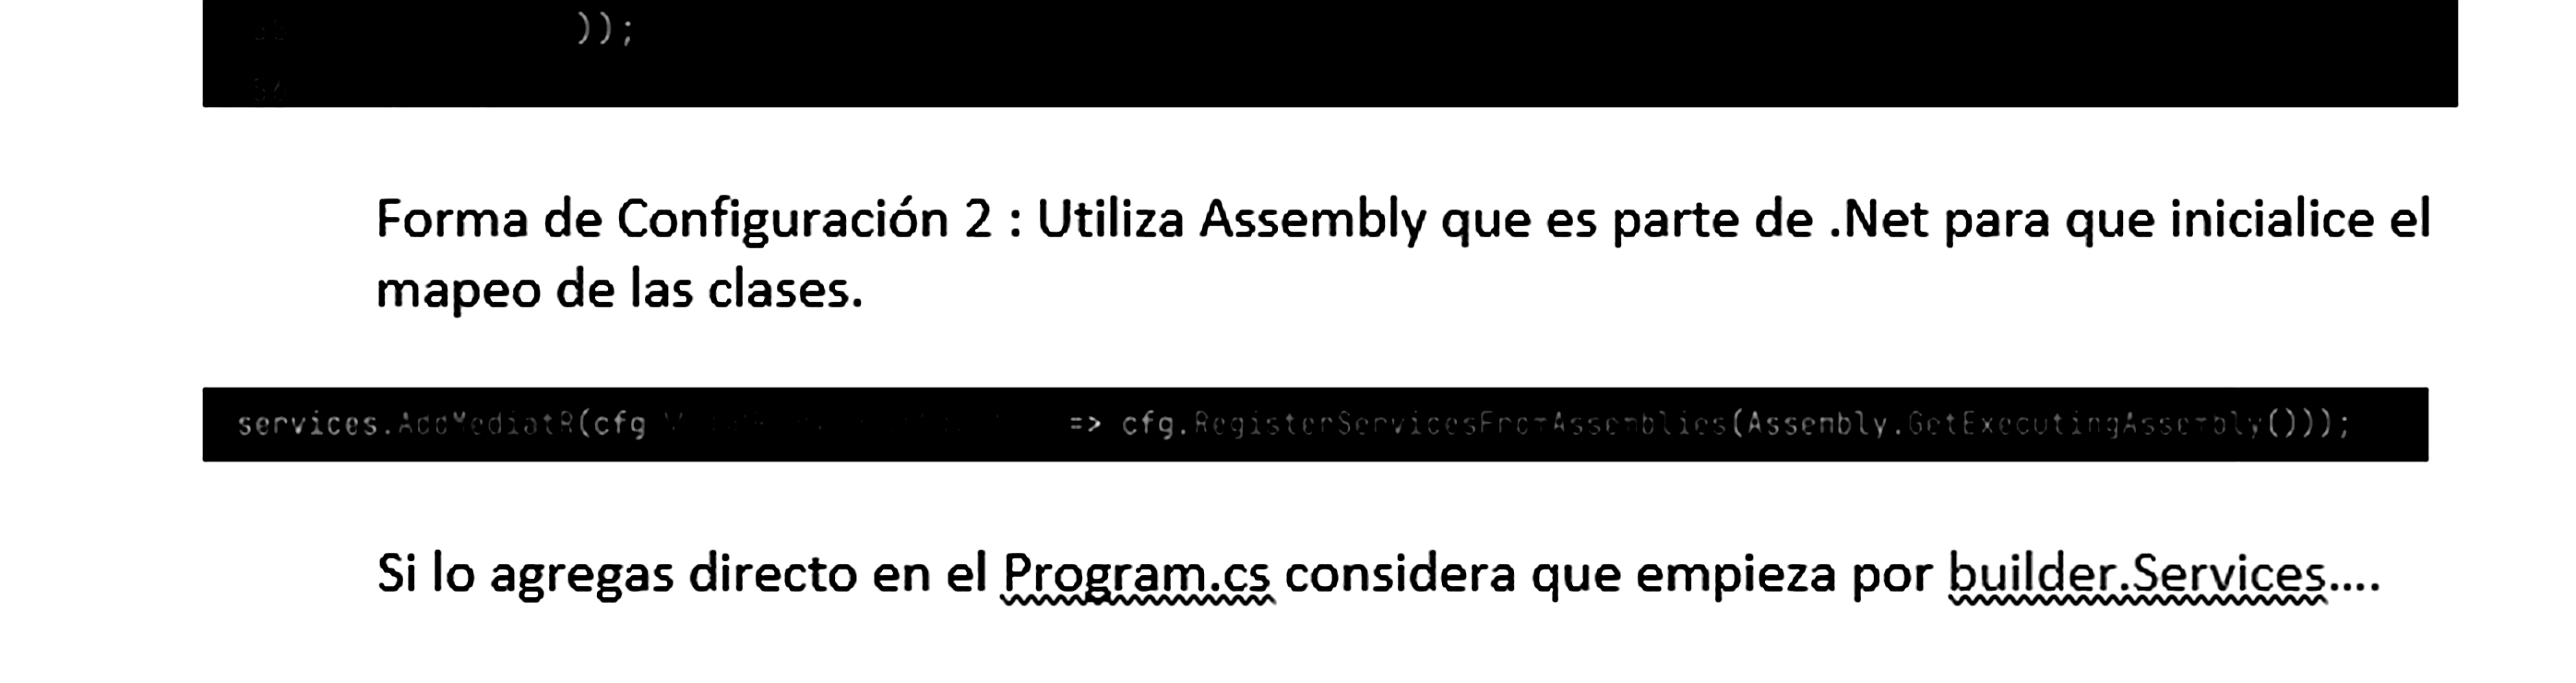 ));
Forma de Configuración 2 : Utiliza Assembly que es parte de .Net para que inicialice el
mapeo de las clases.
services.AddMediatR(cfg => cfg.RegisterServicesFromAssemblies(Assembly.GetExecutingAssembly()));
Si lo agregas directo en el Program.cs considera que empieza por builder.Services....